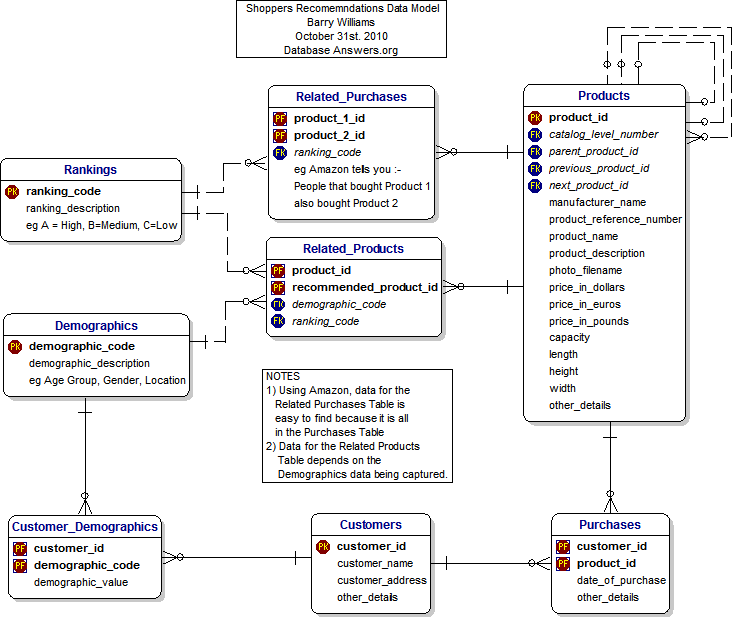 Shoppers Recomemndations Data Model
Barry Williams
October 31st. 2010
Database Answers.org
Related_Purchases
PF product_1_id
PF product_2_id
FK ranking_code
eg Amazon tells you :-
People that bought Product 1
also bought Product 2
Products
PK product_id
FK catalog_level_number
FK parent_product_id
FK previous_product_id
FK next_product_id
manufacturer_name
product_reference_number
product_name
product_description
photo_filename
price_in_dollars
price_in_euros
price_in_pounds
capacity
length
height
width
other_details
Rankings
PK ranking_code
ranking_description
eg A = High, B=Medium, C=Low
Related_Products
PF product_id
PF recommended_product_id
FK demographic_code
FK ranking_code
Demographics
PK demographic_code
demographic_description
eg Age Group, Gender, Location
NOTES
1) Using Amazon, data for the
Related Purchases Table is
easy to find because it is all
in the Purchases Table
2) Data for the Related Products
Table depends on the
Demographics data being captured.
Customer_Demographics
PF customer_id
PF demographic_code
demographic_value
Customers
PK customer_id
customer_name
customer_address
other_details
Purchases
PF customer_id
PF product_id
date_of_purchase
other_details